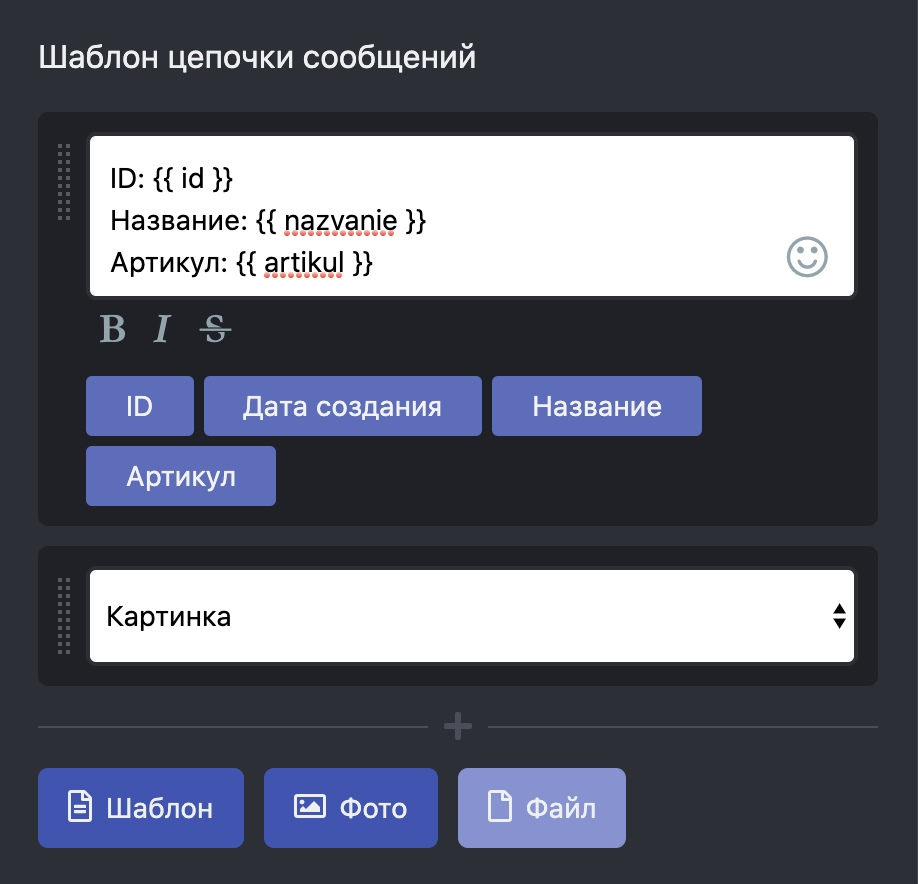 Шаблон цепочки сообщений
ID: {{ id }}
Название: {{ nazvanie }}
Артикул: {{ artikul }}
B I S
ID Дата создания Название
Артикул
Картинка
Шаблон Фото Файл